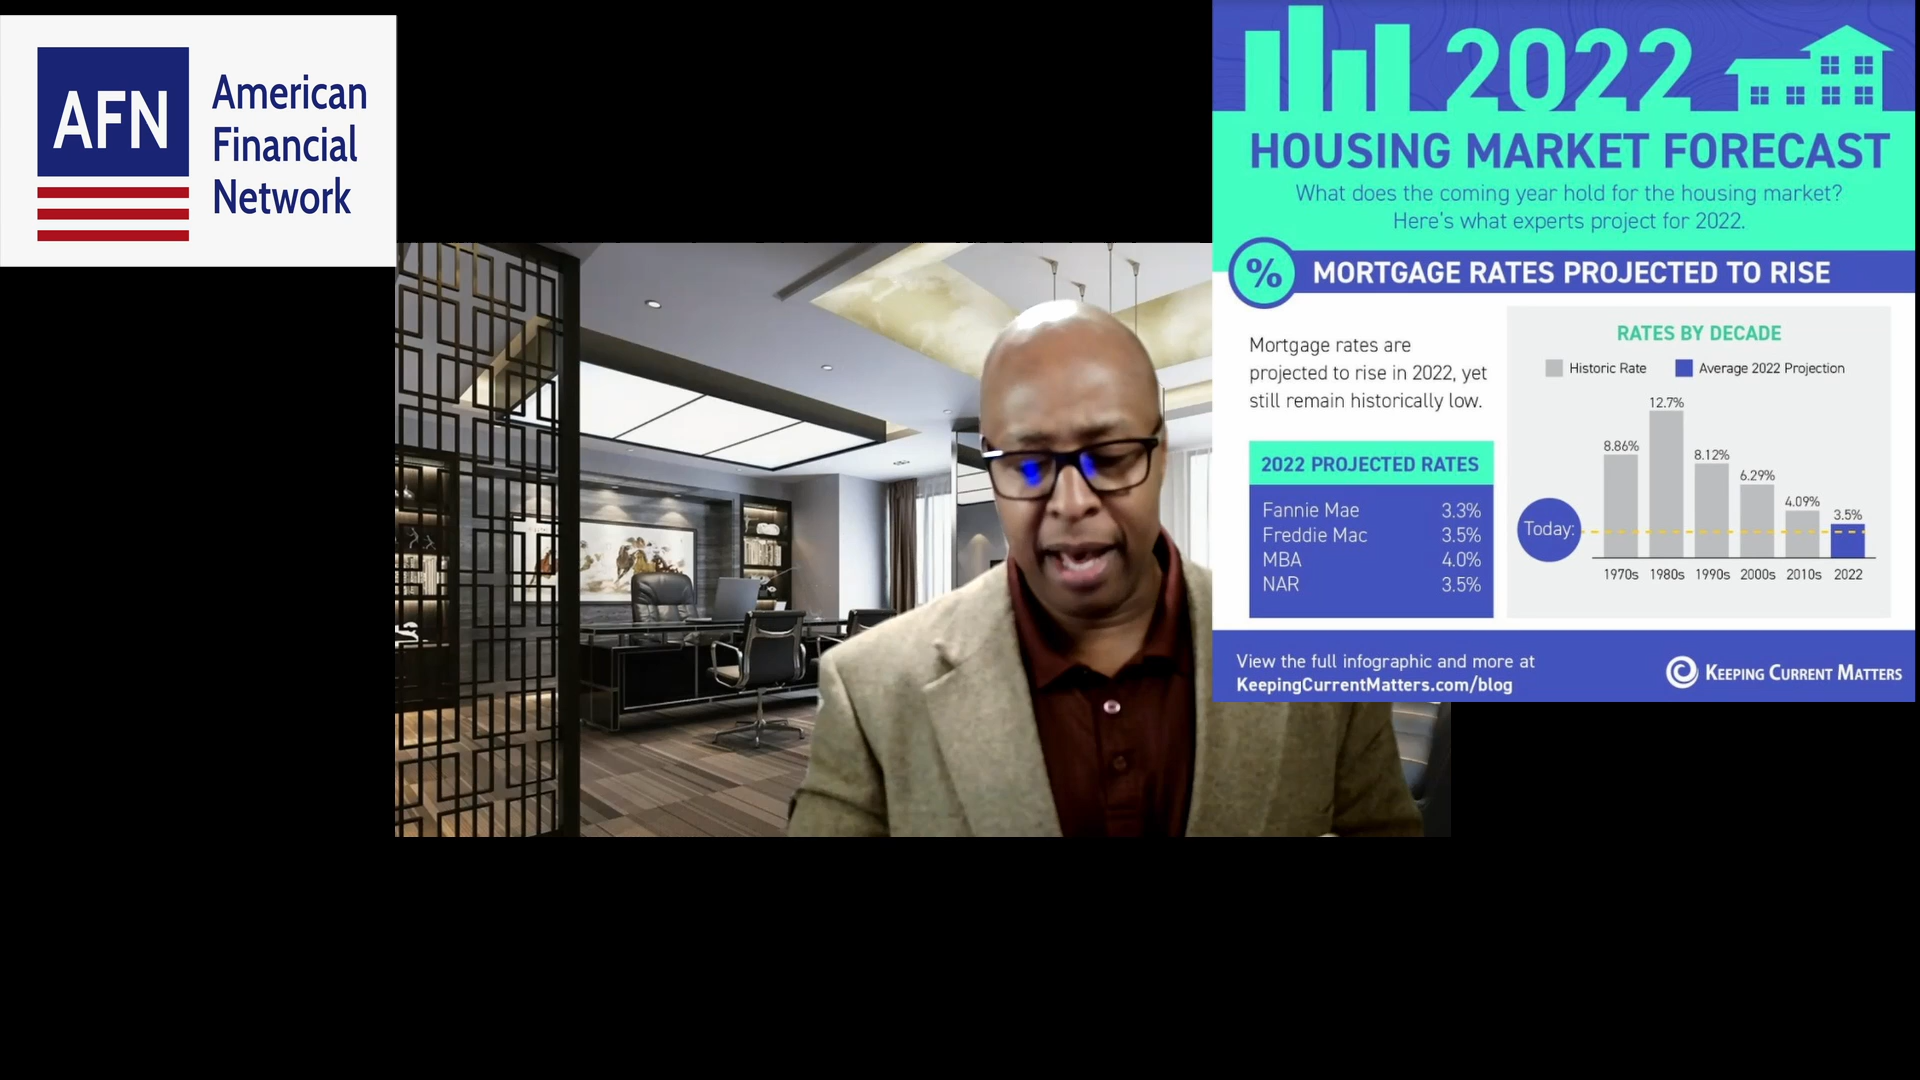 AFN
American
Financial
Network
2022
HOUSING MARKET FORECAST
What does the coming year hold for the housing market?
Here's what experts project for 2022.
%
MORTGAGE RATES PROJECTED TO RISE
Mortgage rates are
projected to rise in 2022, yet
still remain historically low.
2022 PROJECTED RATES
Fannie Mae 3.3%
Freddie Mac 3.5%
MBA 4.0%
NAR 3.5%
RATES BY DECADE
Historic Rate Average 2022 Projection
12.7%
8.86%
8.12%
6.29%
4.09%
3.5%
Today:
1970s 1980s 1990s 2000s 2010s 2022
View the full infographic and more at
KeepingCurrentMatters.com/blog
KEEPING CURRENT MATTERS